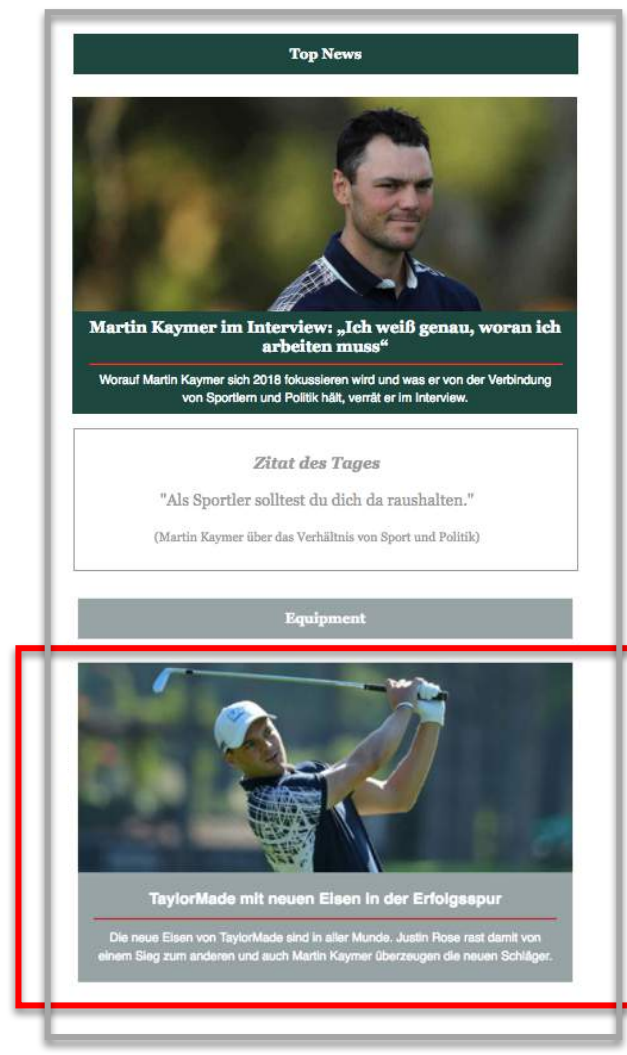 Top News
Martin Kaymer im Interview: „Ich weiß genau, woran ich
arbeiten muss“
Worauf Martin Kaymer sich 2018 fokussieren wird und was er von der Verbindung
von Sportlern und Politik hält, verrät er im Interview.
Zitat des Tages
"Als Sportler solltest du dich da raushalten."
(Martin Kaymer über das Verhältnis von Sport und Politik)
Equipment
TaylorMade mit neuen Eisen in der Erfolgsspur
Die neue Eisen von TaylorMade sind in aller Munde. Justin Rose rast damit von
einem Sieg zum anderen und auch Martin Kaymer überzeugen die neuen Schläger.